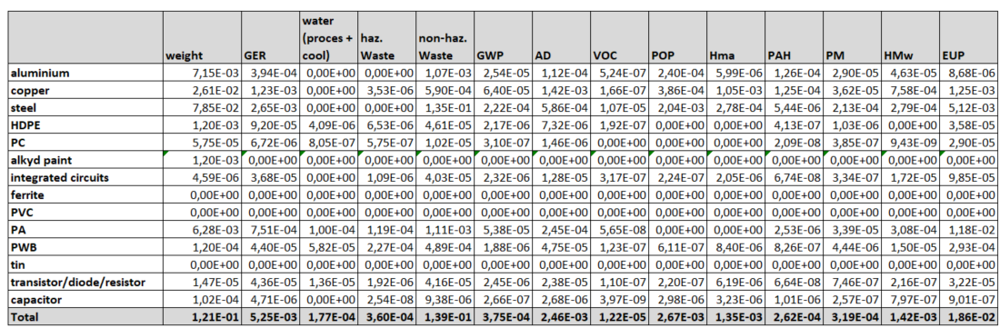 weight GER water (proces + cool) haz. Waste non-haz. Waste GWP AD VOC POP Hma PAH PM HMw EUP
aluminium 7,15E-03 3,94E-04 0,00E+00 0,00E+00 1,07E-03 2,54E-05 1,12E-04 5,24E-07 2,40E-04 5,99E-06 1,26E-04 2,90E-05 4,63E-05 8,68E-06
copper 2,61E-02 1,23E-03 0,00E+00 3,53E-06 5,90E-04 6,40E-05 1,42E-03 1,66E-07 3,86E-04 1,05E-03 1,25E-04 3,62E-05 7,58E-04 1,25E-03
steel 7,85E-02 2,65E-03 0,00E+00 0,00E+00 1,35E-01 2,22E-04 5,86E-04 1,07E-05 2,04E-03 2,78E-04 5,44E-06 2,13E-04 2,79E-04 5,12E-03
HDPE 1,20E-03 9,20E-05 4,09E-06 6,53E-06 4,61E-05 2,17E-06 7,32E-06 1,92E-07 0,00E+00 0,00E+00 4,13E-07 1,03E-06 0,00E+00 3,58E-05
PC 5,75E-05 6,72E-06 8,05E-07 5,75E-07 1,02E-05 3,10E-07 1,46E-06 0,00E+00 0,00E+00 0,00E+00 2,09E-08 3,85E-07 9,43E-09 2,90E-05
alkyd paint 1,20E-03 0,00E+00 0,00E+00 0,00E+00 0,00E+00 0,00E+00 0,00E+00 0,00E+00 0,00E+00 0,00E+00 0,00E+00 0,00E+00 0,00E+00 0,00E+00
integrated circuits 4,59E-06 3,68E-05 0,00E+00 1,09E-06 4,03E-05 2,32E-06 1,28E-05 3,17E-07 2,24E-07 2,05E-06 6,74E-08 3,34E-07 1,72E-05 9,85E-05
ferrite 0,00E+00 0,00E+00 0,00E+00 0,00E+00 0,00E+00 0,00E+00 0,00E+00 0,00E+00 0,00E+00 0,00E+00 0,00E+00 0,00E+00 0,00E+00 0,00E+00
PVC 0,00E+00 0,00E+00 0,00E+00 0,00E+00 0,00E+00 0,00E+00 0,00E+00 0,00E+00 0,00E+00 0,00E+00 0,00E+00 0,00E+00 0,00E+00 0,00E+00
PA 6,28E-03 7,51E-04 1,00E-04 1,19E-04 1,11E-03 5,38E-05 2,45E-04 5,65E-08 0,00E+00 0,00E+00 2,53E-06 3,39E-05 3,08E-04 1,18E-02
PWB 1,20E-04 4,40E-05 5,82E-05 2,27E-04 4,89E-04 1,88E-06 4,75E-05 1,23E-07 6,11E-07 8,40E-06 8,26E-07 4,44E-06 1,50E-05 2,93E-04
tin 0,00E+00 0,00E+00 0,00E+00 0,00E+00 0,00E+00 0,00E+00 0,00E+00 0,00E+00 0,00E+00 0,00E+00 0,00E+00 0,00E+00 0,00E+00 0,00E+00
transistor/diode/resistor 1,47E-05 4,36E-05 1,36E-05 1,92E-06 4,16E-05 2,45E-06 2,38E-05 1,10E-07 2,20E-07 6,19E-06 6,64E-08 7,46E-07 2,16E-07 3,22E-05
capacitor 1,02E-04 4,71E-06 0,00E+00 2,54E-08 9,38E-06 2,66E-07 2,68E-06 3,97E-09 2,98E-06 3,23E-06 1,01E-06 2,57E-07 7,97E-07 9,01E-07
Total 1,21E-01 5,25E-03 1,77E-04 3,60E-04 1,39E-01 3,75E-04 2,46E-03 1,22E-05 2,67E-03 1,35E-03 2,62E-04 3,19E-04 1,42E-03 1,86E-02